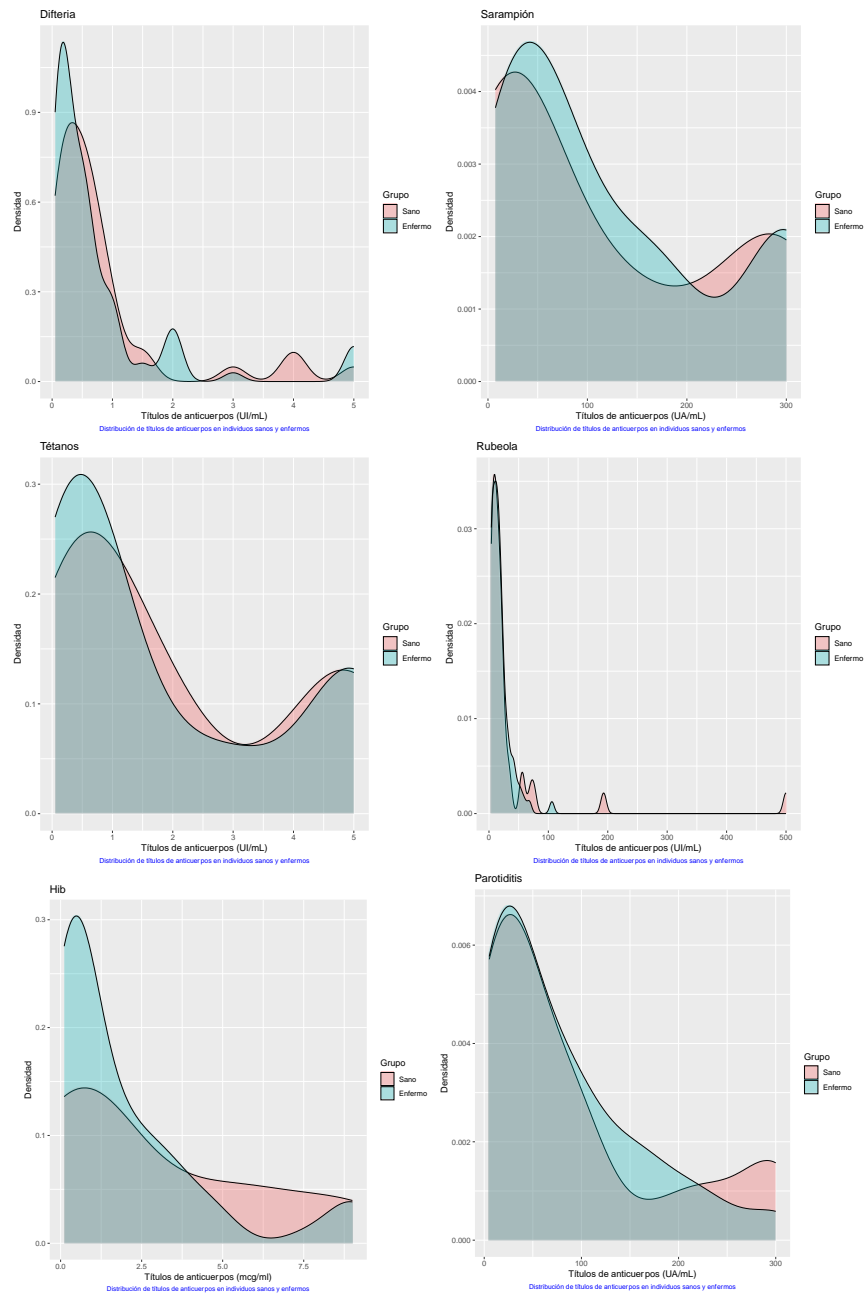 Difteria
Densidad
0.9
0.6
0.3
0.0
0 1 2 3 4 5
Títulos de anticuerpos (UI/mL)
Distribución de títulos de anticuerpos en individuos sanos y enfermos
Grupo
Sano
Enfermo
Sarampión
Densidad
0.004
0.003
0.002
0.001
0.000
0 100 200 300
Títulos de anticuerpos (UA/mL)
Distribución de títulos de anticuerpos en individuos sanos y enfermos
Grupo
Sano
Enfermo
Tétanos
Densidad
0.3
0.2
0.1
0.0
0 1 2 3 4 5
Títulos de anticuerpos (UI/mL)
Distribución de títulos de anticuerpos en individuos sanos y enfermos
Grupo
Sano
Enfermo
Rubeola
Densidad
0.03
0.02
0.01
0.00
0 100 200 300 400 500
Títulos de anticuerpos (UI/mL)
Distribución de títulos de anticuerpos en individuos sanos y enfermos
Grupo
Sano
Enfermo
Hib
Densidad
0.3
0.2
0.1
0.0
0.0 2.5 5.0 7.5
Títulos de anticuerpos (mcg/ml)
Distribución de títulos de anticuerpos en individuos sanos y enfermos
Grupo
Sano
Enfermo
Parotiditis
Densidad
0.006
0.004
0.002
0.000
0 100 200 300
Títulos de anticuerpos (UA/mL)
Distribución de títulos de anticuerpos en individuos sanos y enfermos
Grupo
Sano
Enfermo